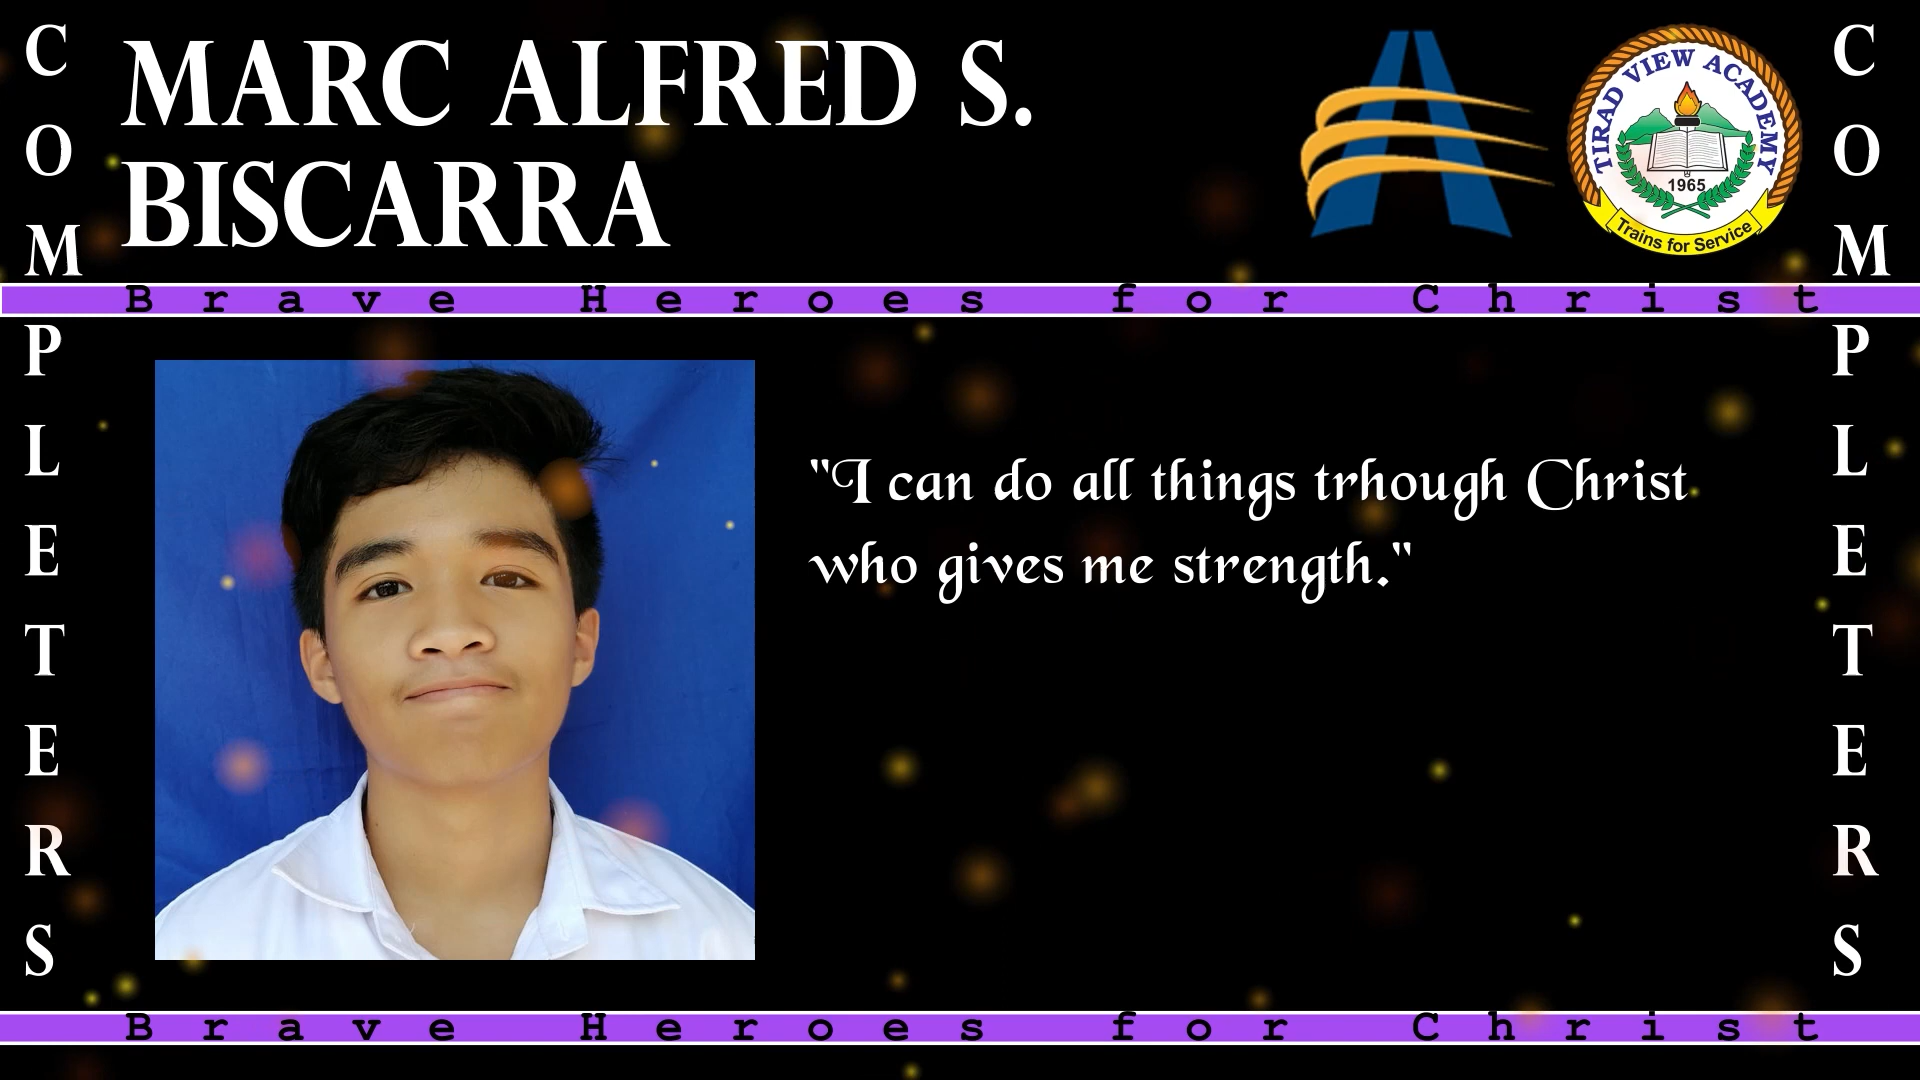 MARC ALFRED S.
BISCARRA
TIRAD VIEW ACADEMY
1965
Trains for Service
Brave Heroes for Christ
COMPLETERS
COMPLETERS
"I can do all things trhough Christ
who gives me strength."
Brave Heroes for Christ